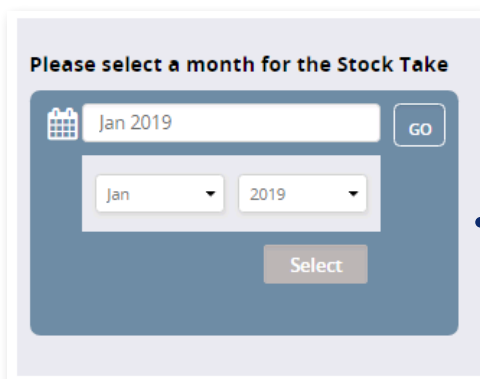 Please select a month for the Stock Take
Jan 2019 GO
Jan 2019
Select